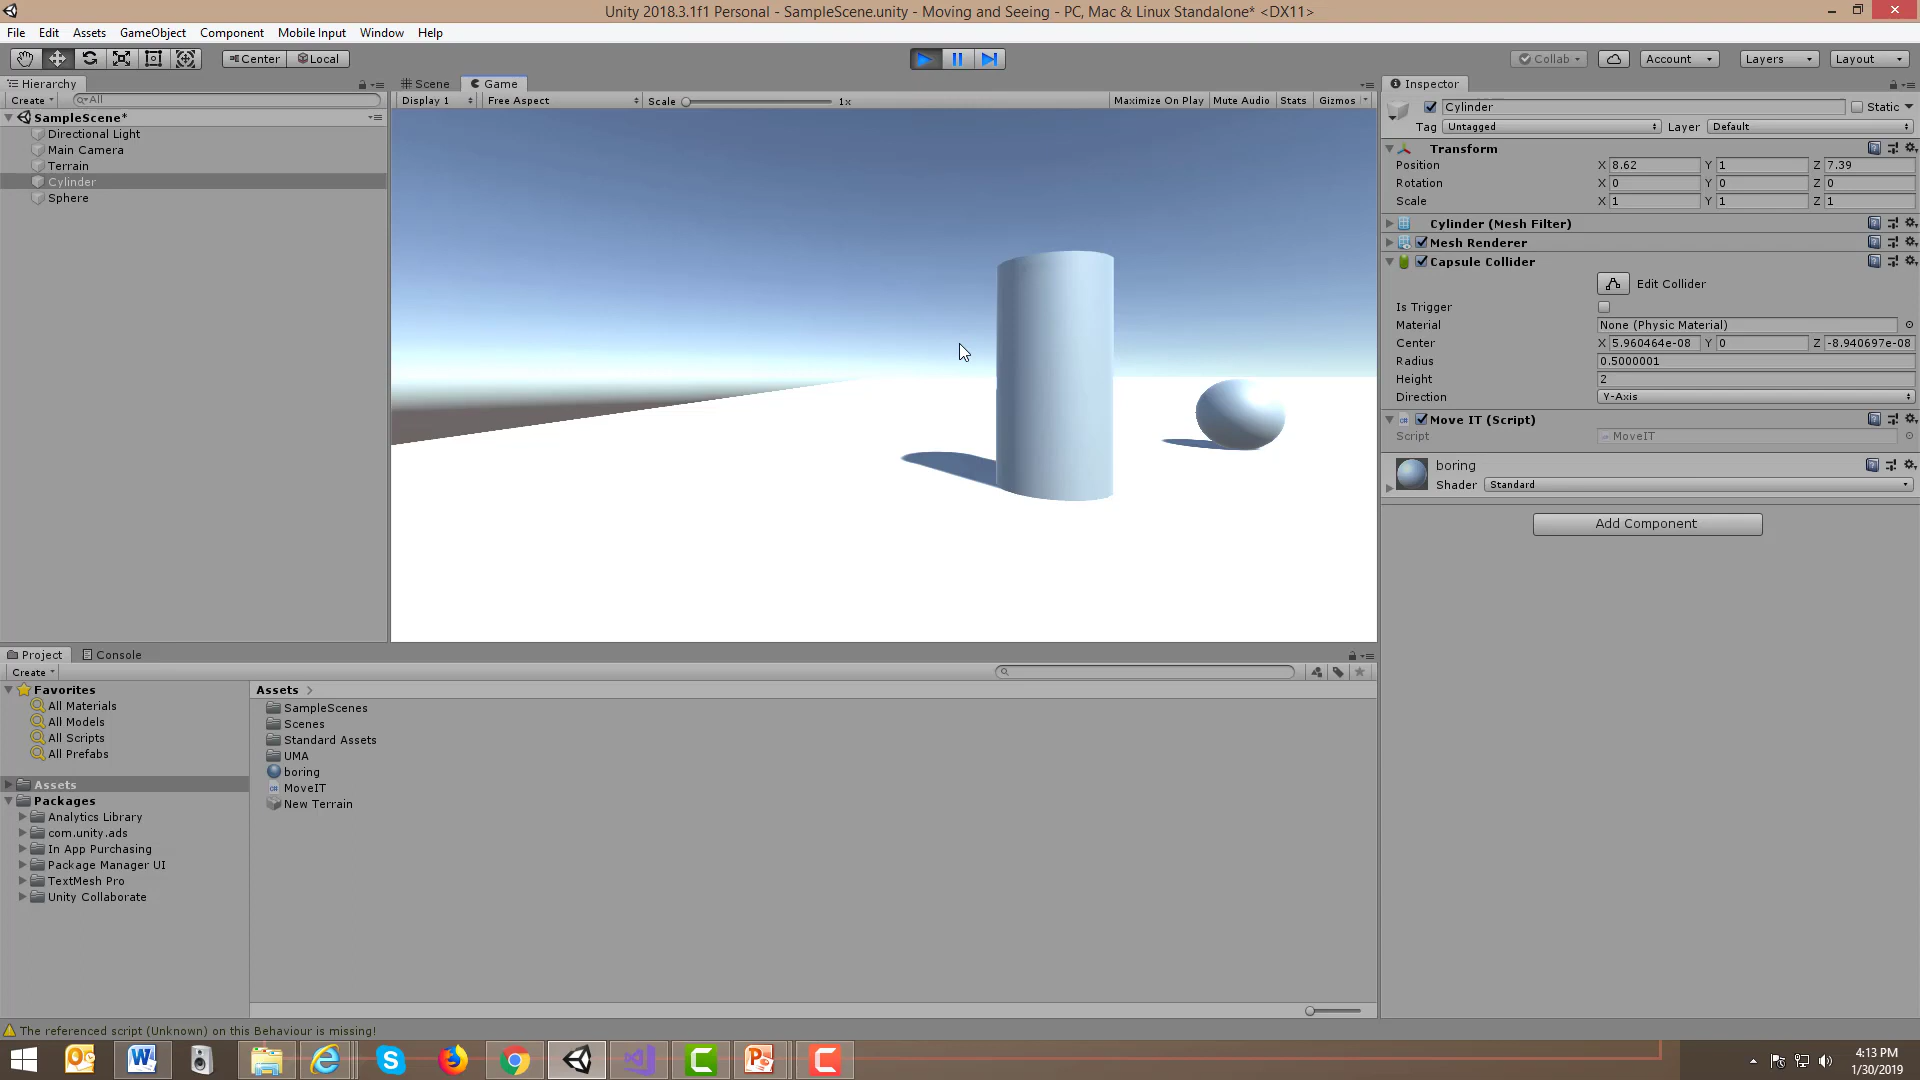 Unity 2018.3.1f1 Personal - SampleScene.unity - Moving and Seeing - PC, Mac & Linux Standalone* <DX11>
File Edit Assets GameObject Component Mobile Input Window Help
Center Local
Collab Account Layers Layout
Hierarchy
Create All
SampleScene*
Directional Light
Main Camera
Terrain
Cylinder
Sphere
Scene Game
Display 1 Free Aspect Scale 1x Maximize On Play Mute Audio Stats Gizmos
Inspector
Cylinder Static
Tag Untagged Layer Default
Transform
Position X 8.62 Y 1 Z 7.39
Rotation X 0 Y 0 Z 0
Scale X 1 Y 1 Z 1
Cylinder (Mesh Filter)
Mesh Renderer
Capsule Collider
Edit Collider
Is Trigger
Material None (Physic Material)
Center X 5.960464e-08 Y 0 Z -8.940697e-08
Radius 0.5000001
Height 2
Direction Y-Axis
Move IT (Script)
Script MoveIT
boring
Shader Standard
Add Component
Project Console
Create
Favorites
All Materials
All Models
All Scripts
All Prefabs
Assets
Packages
Analytics Library
com.unity.ads
In App Purchasing
Package Manager UI
TextMesh Pro
Unity Collaborate
Assets
SampleScenes
Scenes
Standard Assets
UMA
boring
MoveIT
New Terrain
The referenced script (Unknown) on this Behaviour is missing!
4:13 PM
1/30/2019